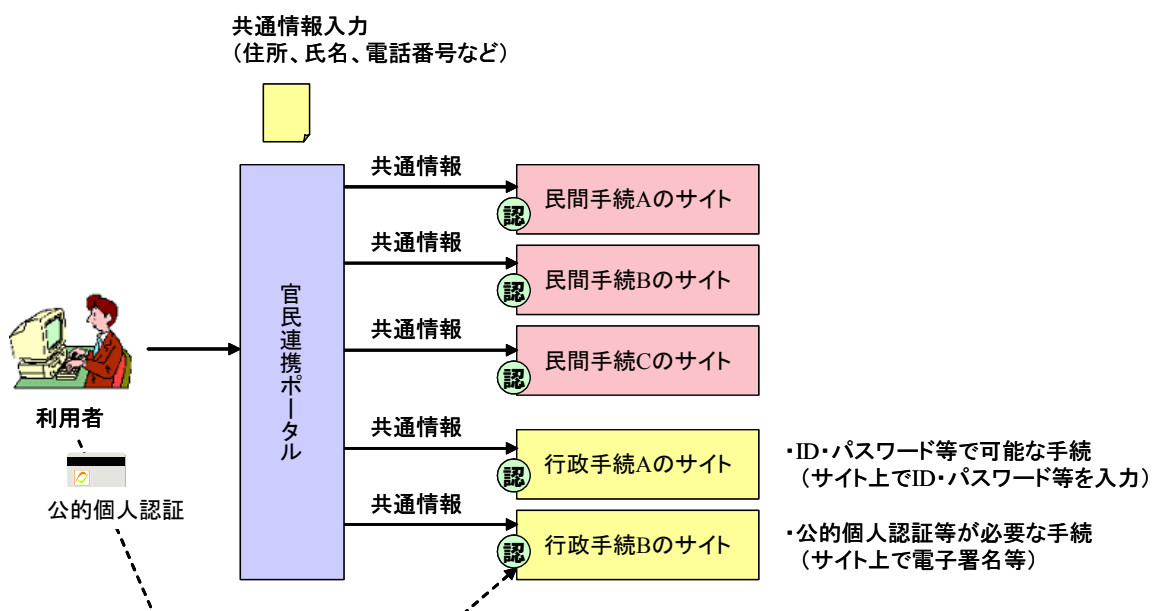 共通情報入力
(住所、氏名、電話番号など)
共通情報
認
民間手続Aのサイト
共通情報
認
民間手続Bのサイト
共通情報
認
民間手続Cのサイト
官民連携ポータル
利用者
公的個人認証
共通情報
認
行政手続Aのサイト
・ID・パスワード等で可能な手続
(サイト上でID・パスワード等を入力)
共通情報
認
行政手続Bのサイト
・公的個人認証等が必要な手続
(サイト上で電子署名等)